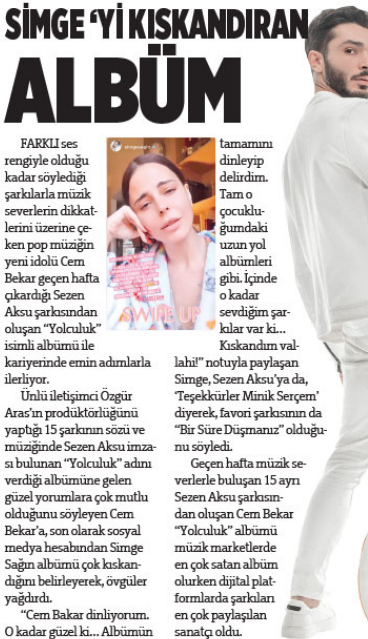 SİMGE ‘Yİ KISKANDIRAN
ALBÜM
FARKLI ses
rengiyle olduğu
kadar söylediği
şarkılarla müzik
severlerin dikkat-
lerini üzerine çe-
ken pop müziğin
yeni idolü Cem
Bekar geçen hafta
çıkardığı Sezen
Aksu şarkısından
oluşan “Yolculuk”
isimli albümü ile
kariyerinde emin adımlarla
ilerliyor.
Ünlü iletişimci Özgür
Aras’ın prodüktörlüğünü
yaptığı 15 şarkının sözü ve
müziğinde Sezen Aksu imza-
sı bulunan “Yolculuk” adını
verdiği albümüne gelen
güzel yorumlara çok mutlu
olduğunu söyleyen Cem
Bekar’a, son olarak sosyal
medya hesabından Simge
Sağın albümü çok kıskan-
dığını belirleyerek, övgüler
yağdırdı.
“Cem Bakar dinliyorum.
O kadar güzel ki... Albümün
SWIPE UP
tamamını
dinleyip
delirdim.
Tam o
çocuklu-
ğumdaki
uzun yol
albümleri
gibi. İçinde
o kadar
sevdiğim şar-
kılar var ki...
Kıskandım val-
lahi!” notuyla paylaşan
Simge, Sezen Aksu’ya da,
‘Teşekkürler Minik Serçem’
diyerek, favori şarkısının da
“Bir Süre Düşmanız” olduğu-
nu söyledi.
Geçen hafta müzik se-
verlerle buluşan 15 ayrı
Sezen Aksu şarkısın-
dan oluşan Cem Bekar
“Yolculuk” albümü
müzik marketlerde
en çok satan albüm
olurken dijital plat-
formlarda şarkıları
en çok paylaşılan
sanatçı oldu.